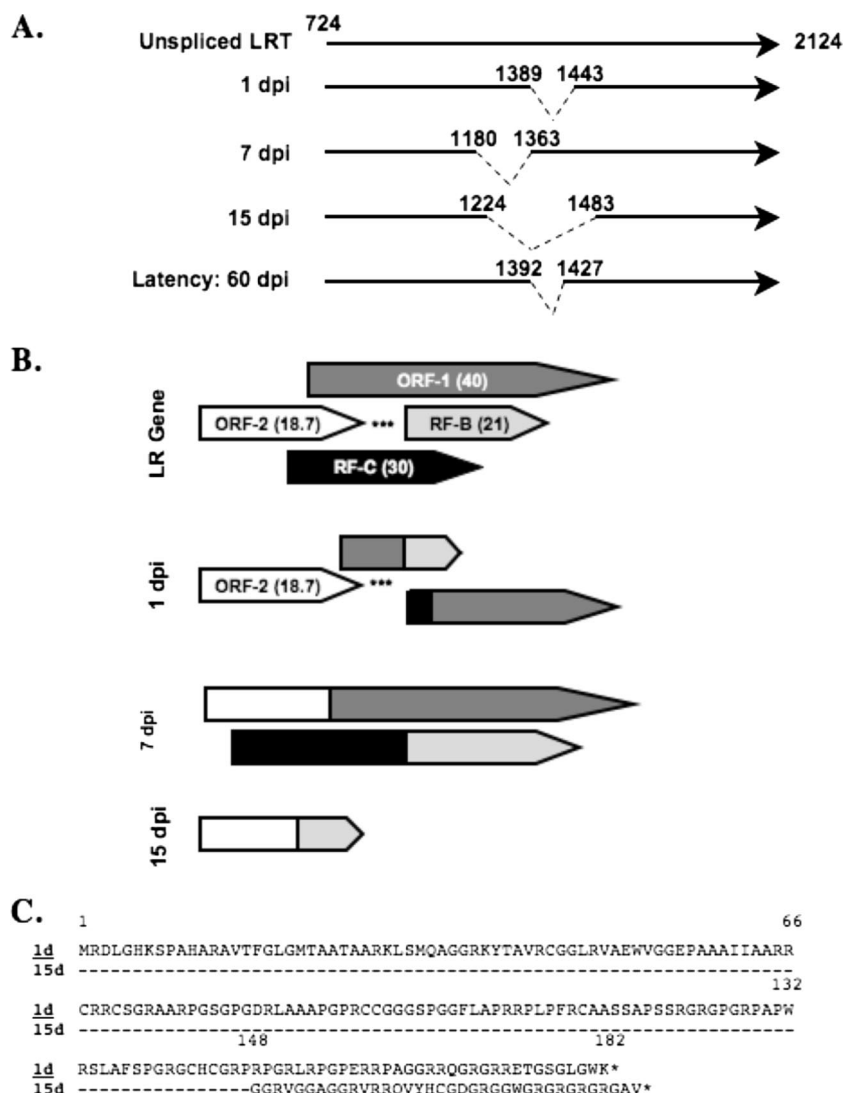 A.
724
Unspliced LRT 2124
1389 1443
1 dpi
1180 1363
7 dpi
1224 1483
15 dpi
1392 1427
Latency: 60 dpi
B.
LR Gene
ORF-1 (40)
ORF-2 (18.7) *** RF-B (21)
RF-C (30)
1 dpi
ORF-2 (18.7) ***
7 dpi
15 dpi
C.
1 66
1d MRDLGHKSPAHARAVTFGLGMTAATAARKLSMQAGGRKYTAVRCGGLRVAEWVGGEPAAAIIAARR
15d ------------------------------------------------------------------
132
1d CRRCSGRAARPGSGPGDRLAAAPGPRCCGGGSPGGFLAPRRPLPFRCAASSAPSSRGRGPGRPAPW
15d ------------------------------------------------------------------
148 182
1d RSLAFSPGRGCHCGRPRPGRLRPGPERRPAGGRRQGRGRRETGSGLGWK*
15d ----------------GGRVGGAGGRVRRQVYHCGDGRGGWGRGRGRGRGAV*